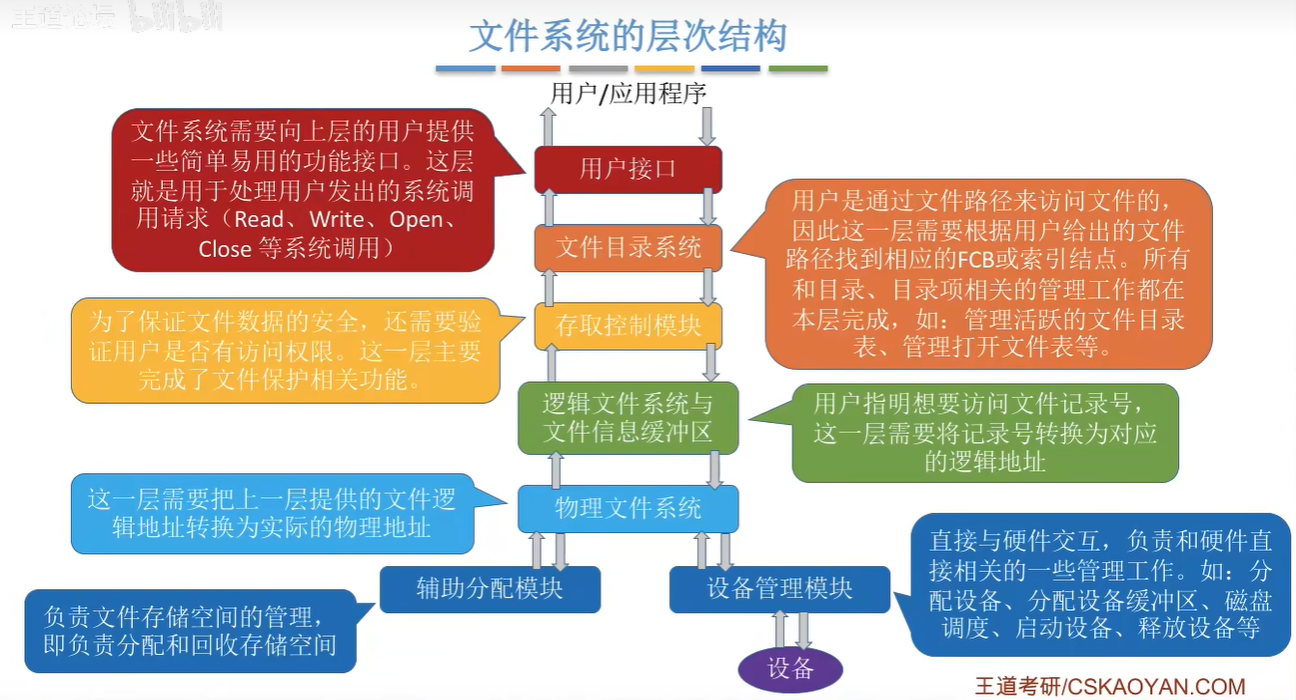 王道论坛 bilibili
文件系统的层次结构
用户/应用程序
文件系统需要向上层的用户提供
一些简单易用的功能接口。这层
就是用于处理用户发出的系统调
用请求（Read、Write、Open、
Close 等系统调用）
用户接口
用户是通过文件路径来访问文件的，
因此这一层需要根据用户给出的文件
路径找到相应的FCB或索引结点。所有
和目录、目录项相关的管理工作都在
本层完成，如：管理活跃的文件目录
表、管理打开文件表等。
文件目录系统
为了保证文件数据的安全，还需要验
证用户是否有访问权限。这一层主要
完成了文件保护相关功能。
存取控制模块
用户指明想要访问文件记录号，
这一层需要将记录号转换为对应
的逻辑地址
逻辑文件系统与
文件信息缓冲区
这一层需要把上一层提供的文件逻
辑地址转换为实际的物理地址
物理文件系统
辅助分配模块
负责文件存储空间的管理，
即负责分配和回收存储空间
设备管理模块
直接与硬件交互，负责和硬件直
接相关的一些管理工作。如：分
配设备、分配设备缓冲区、磁盘
调度、启动设备、释放设备等
设备
王道考研/CSKAOYAN.COM